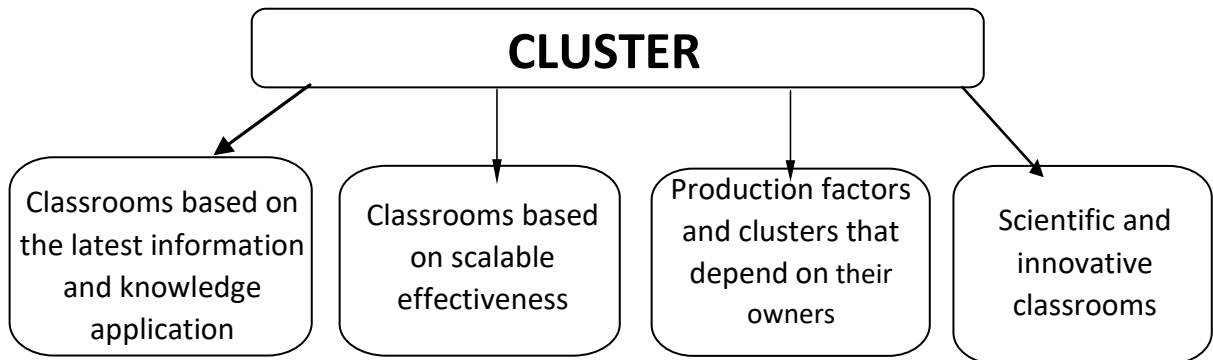 CLUSTER
Classrooms based on
the latest information
and knowledge
application
Classrooms based
on scalable
effectiveness
Production factors
and clusters that
depend on their
owners
Scientific and
innovative
classrooms